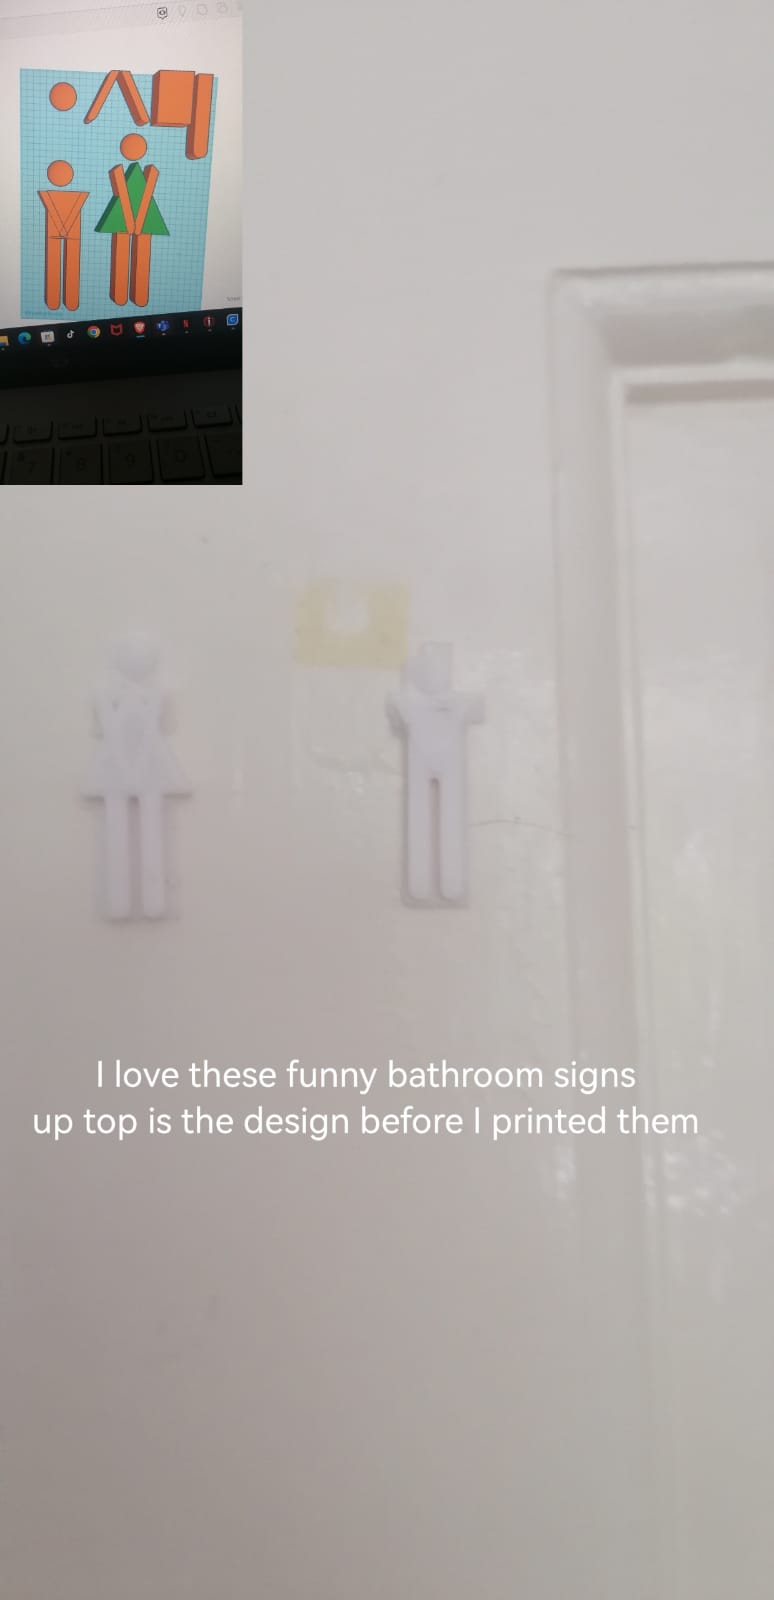 I love these funny bathroom signs
up top is the design before I printed them